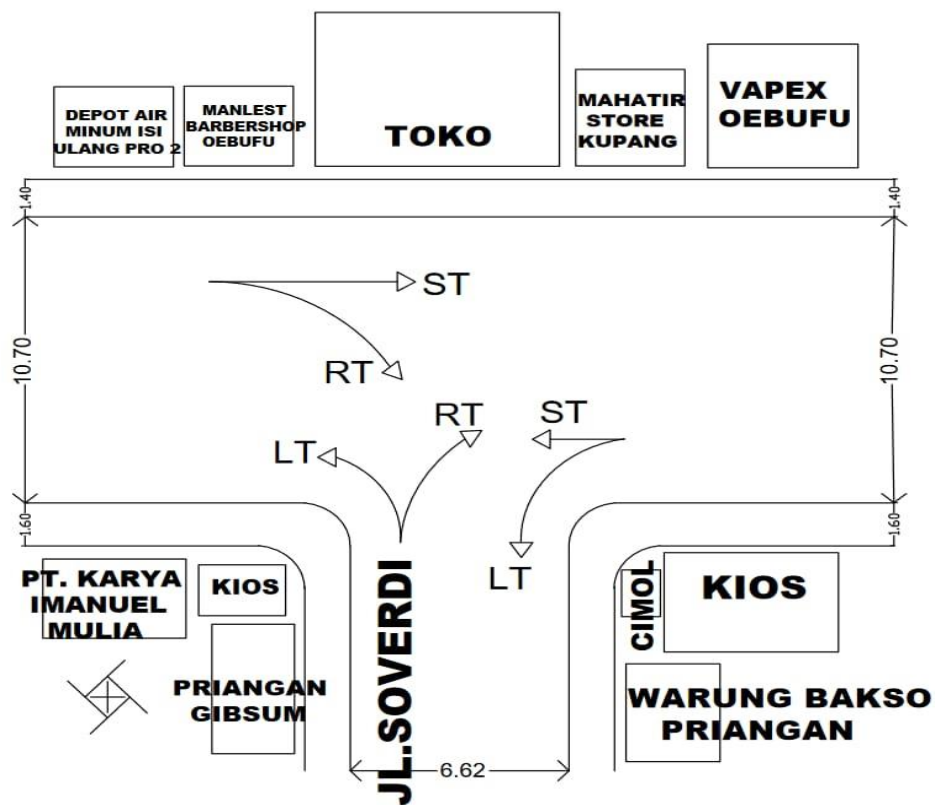 DEPOT AIR
MINUM ISI
ULANG PRO 2
MANLEST
BARBERSHOP
OEBUFU
TOKO
MAHATIR
STORE
KUPANG
VAPEX
OEBUFU
1.40
1.40
ST
10.70
10.70
RT
RT
ST
LT
LT
1.60
1.60
PT. KARYA
IMANUEL
MULIA
KIOS
PRIANGAN
GIBSUM
JL.SOVERDI
CIMOL
KIOS
WARUNG BAKSO
PRIANGAN
6.62